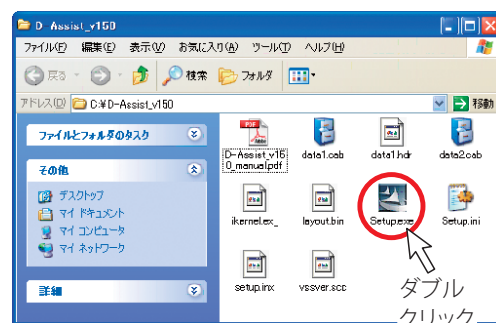 D-Assist_v150
ファイル(F) 編集(E) 表示(V) お気に入り(A) ツール(T) ヘルプ(H)
戻る 検索 フォルダ
アドレス(D) C:¥D-Assist_v150 移動
ファイルとフォルダのタスク
その他
デスクトップ
マイ ドキュメント
マイ コンピュータ
マイ ネットワーク
詳細
PDF
D-Assist_v15
0_manual.pdf
data1.cab
data1.hdr
data2.cab
ikernel.ex_
layout.bin
Setup.exe
Setup.ini
setup.inx
vssver.scc
ダブル
クリック